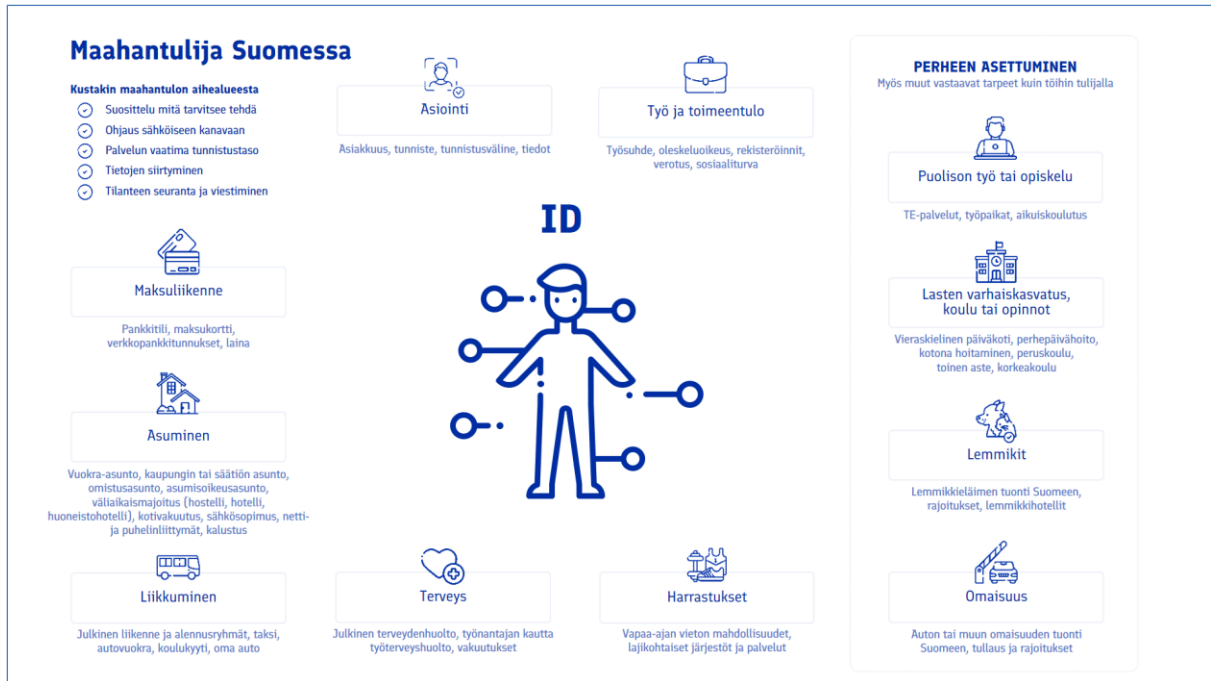 Maahantulija Suomessa
Kustakin maahantulon aihealueesta
Suosittelu mitä tarvitsee tehdä
Ohjaus sähköiseen kanavaan
Palvelun vaatima tunnistustaso
Tietojen siirtyminen
Tilanteen seuranta ja viestiminen
Asiointi
Asiakkuus, tunniste, tunnistusväline, tiedot
Työ ja toimeentulo
Työsuhde, oleskeluoikeus, rekisteröinnit,
verotus, sosiaaliturva
ID
Maksuliikenne
Pankkitili, maksukortti,
verkkopankkitunnukset, laina
Asuminen
Vuokra-asunto, kaupungin tai säätiön asunto,
omistusasunto, asumisoikeusasunto,
väliaikaismajoitus (hostelli, hotelli,
huoneistohotelli), kotivakuutus, sähkösopimus, netti-
ja puhelinliittymät, kalustus
Liikkuminen
Julkinen liikenne ja alennusryhmät, taksi,
autovuokra, koulukyyti, oma auto
Terveys
Julkinen terveydenhuolto, työnantajan kautta
työterveyshuolto, vakuutukset
Harrastukset
Vapaa-ajan vieton mahdollisuudet,
lajikohtaiset järjestöt ja palvelut
PERHEEN ASETTUMINEN
Myös muut vastaavat tarpeet kuin töihin tulijalla
Puolison työ tai opiskelu
TE-palvelut, työpaikat, aikuiskoulutus
Lasten varhaiskasvatus,
koulu tai opinnot
Vieraskielinen päiväkoti, perhepäivähoito,
kotona hoitaminen, peruskoulu,
toinen aste, korkeakoulu
Lemmikit
Lemmikkieläimen tuonti Suomeen,
rajoitukset, lemmikkihotellit
Omaisuus
Auton tai muun omaisuuden tuonti
Suomeen, tullaus ja rajoitukset